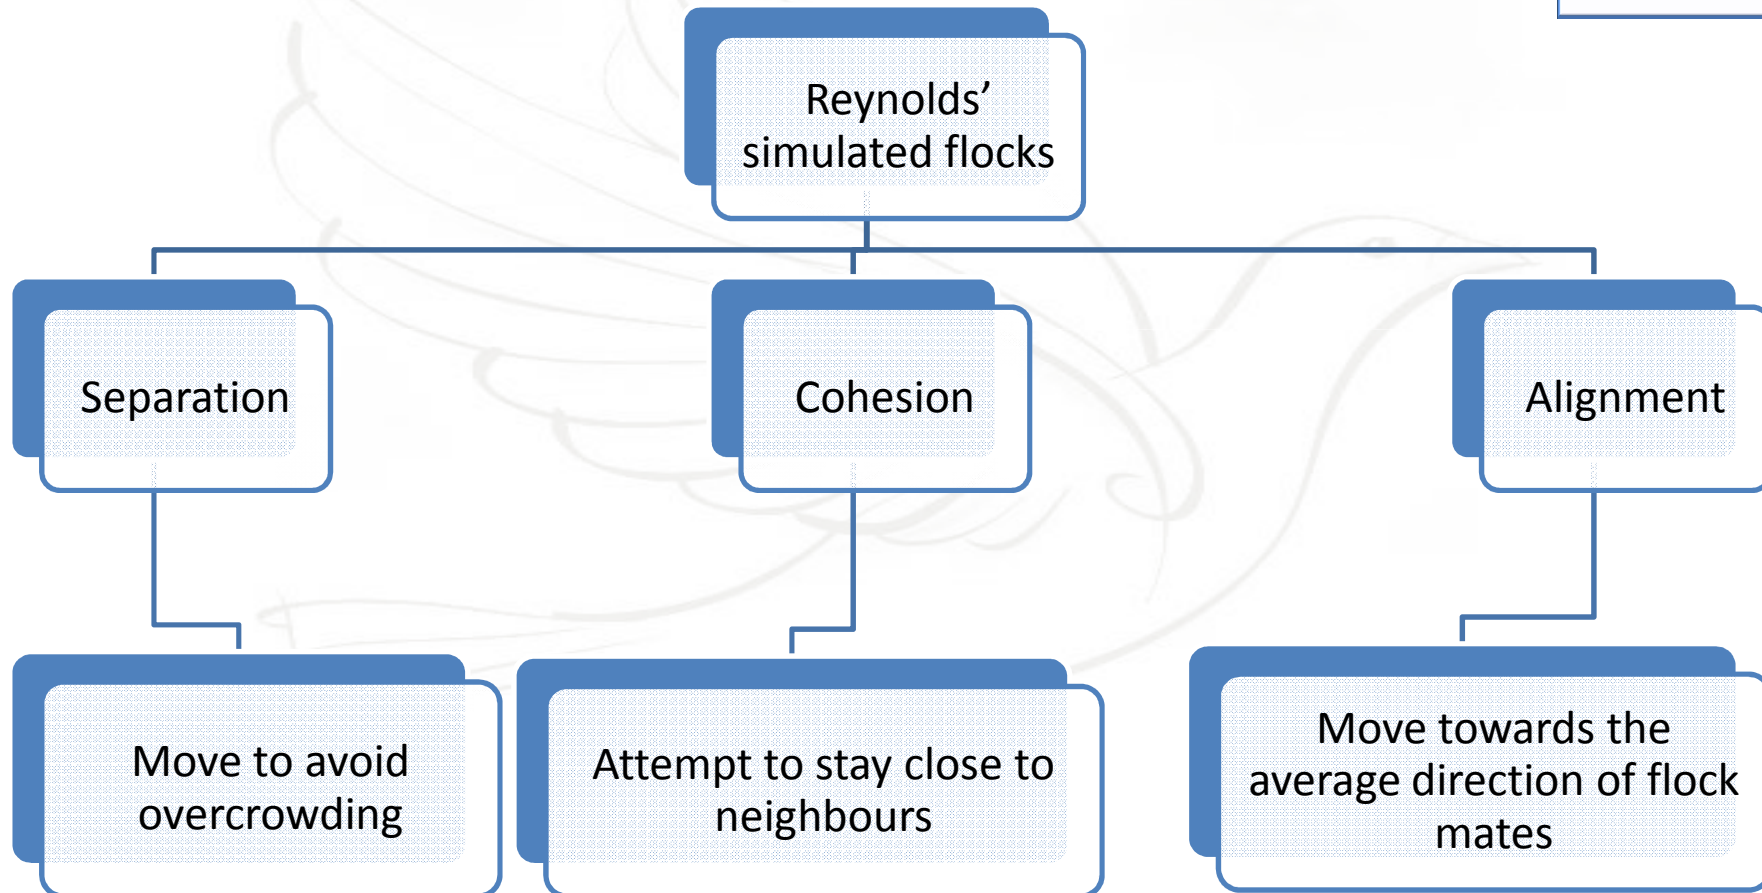 Reynolds’
simulated flocks
Separation
Cohesion
Alignment
Move to avoid
overcrowding
Attempt to stay close to
neighbours
Move towards the
average direction of flock
mates